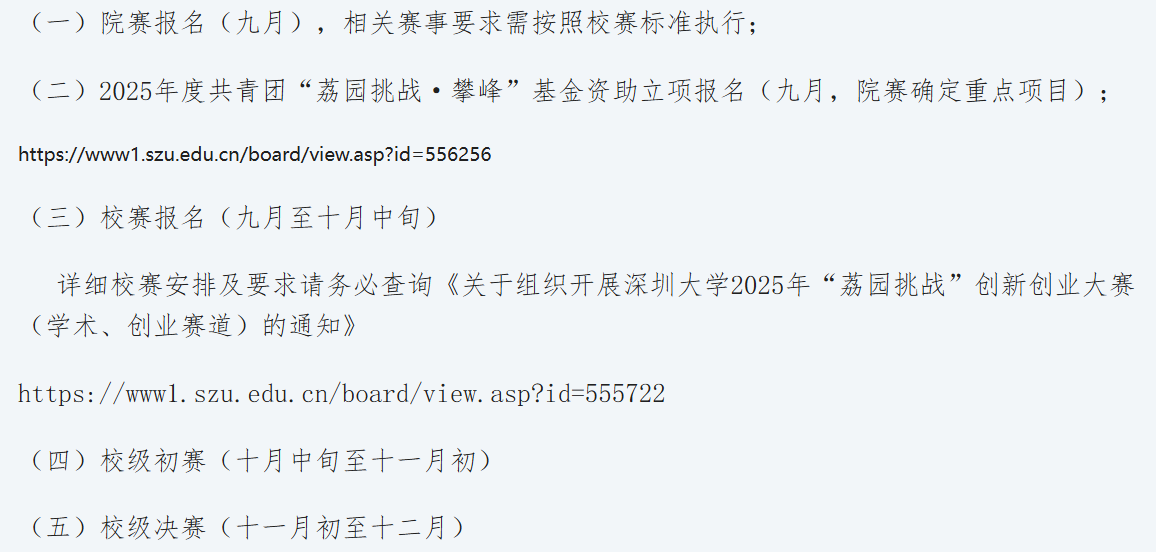 （一）院赛报名（九月），相关赛事要求需按照校赛标准执行；
（二）2025年度共青团“荔园挑战·攀峰”基金资助立项报名（九月，院赛确定重点项目）；
https://www1.szu.edu.cn/board/view.asp?id=556256
（三）校赛报名（九月至十月中旬）
详细校赛安排及要求请务必查询《关于组织开展深圳大学2025年“荔园挑战”创新创业大赛
（学术、创业赛道）的通知》
https://www1.szu.edu.cn/board/view.asp?id=555722
（四）校级初赛（十月中旬至十一月初）
（五）校级决赛（十一月初至十二月）